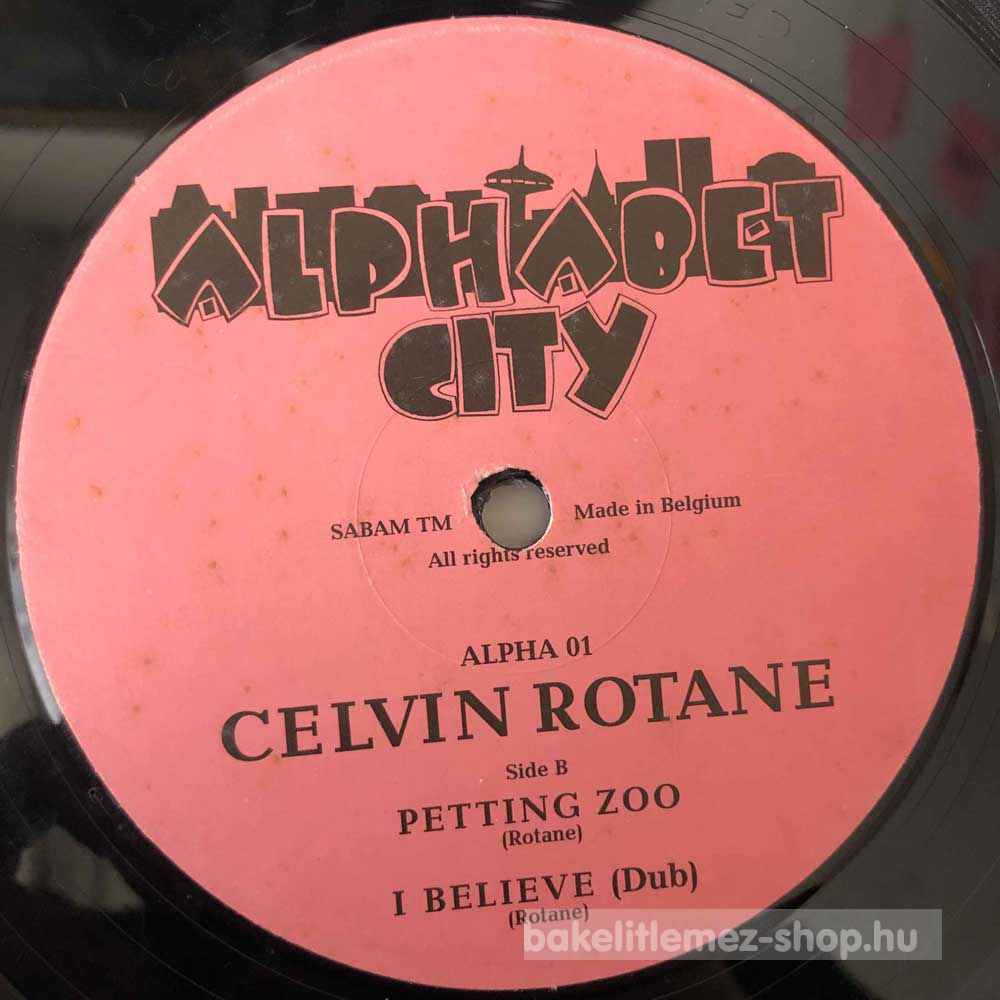 ALPHABET
CITY
SABAM TM
Made in Belgium
All rights reserved
ALPHA 01
CELVIN ROTANE
Side B
PETTING ZOO
(Rotane)
I BELIEVE (Dub)
(Rotane)
bakelitlemez-shop.hu